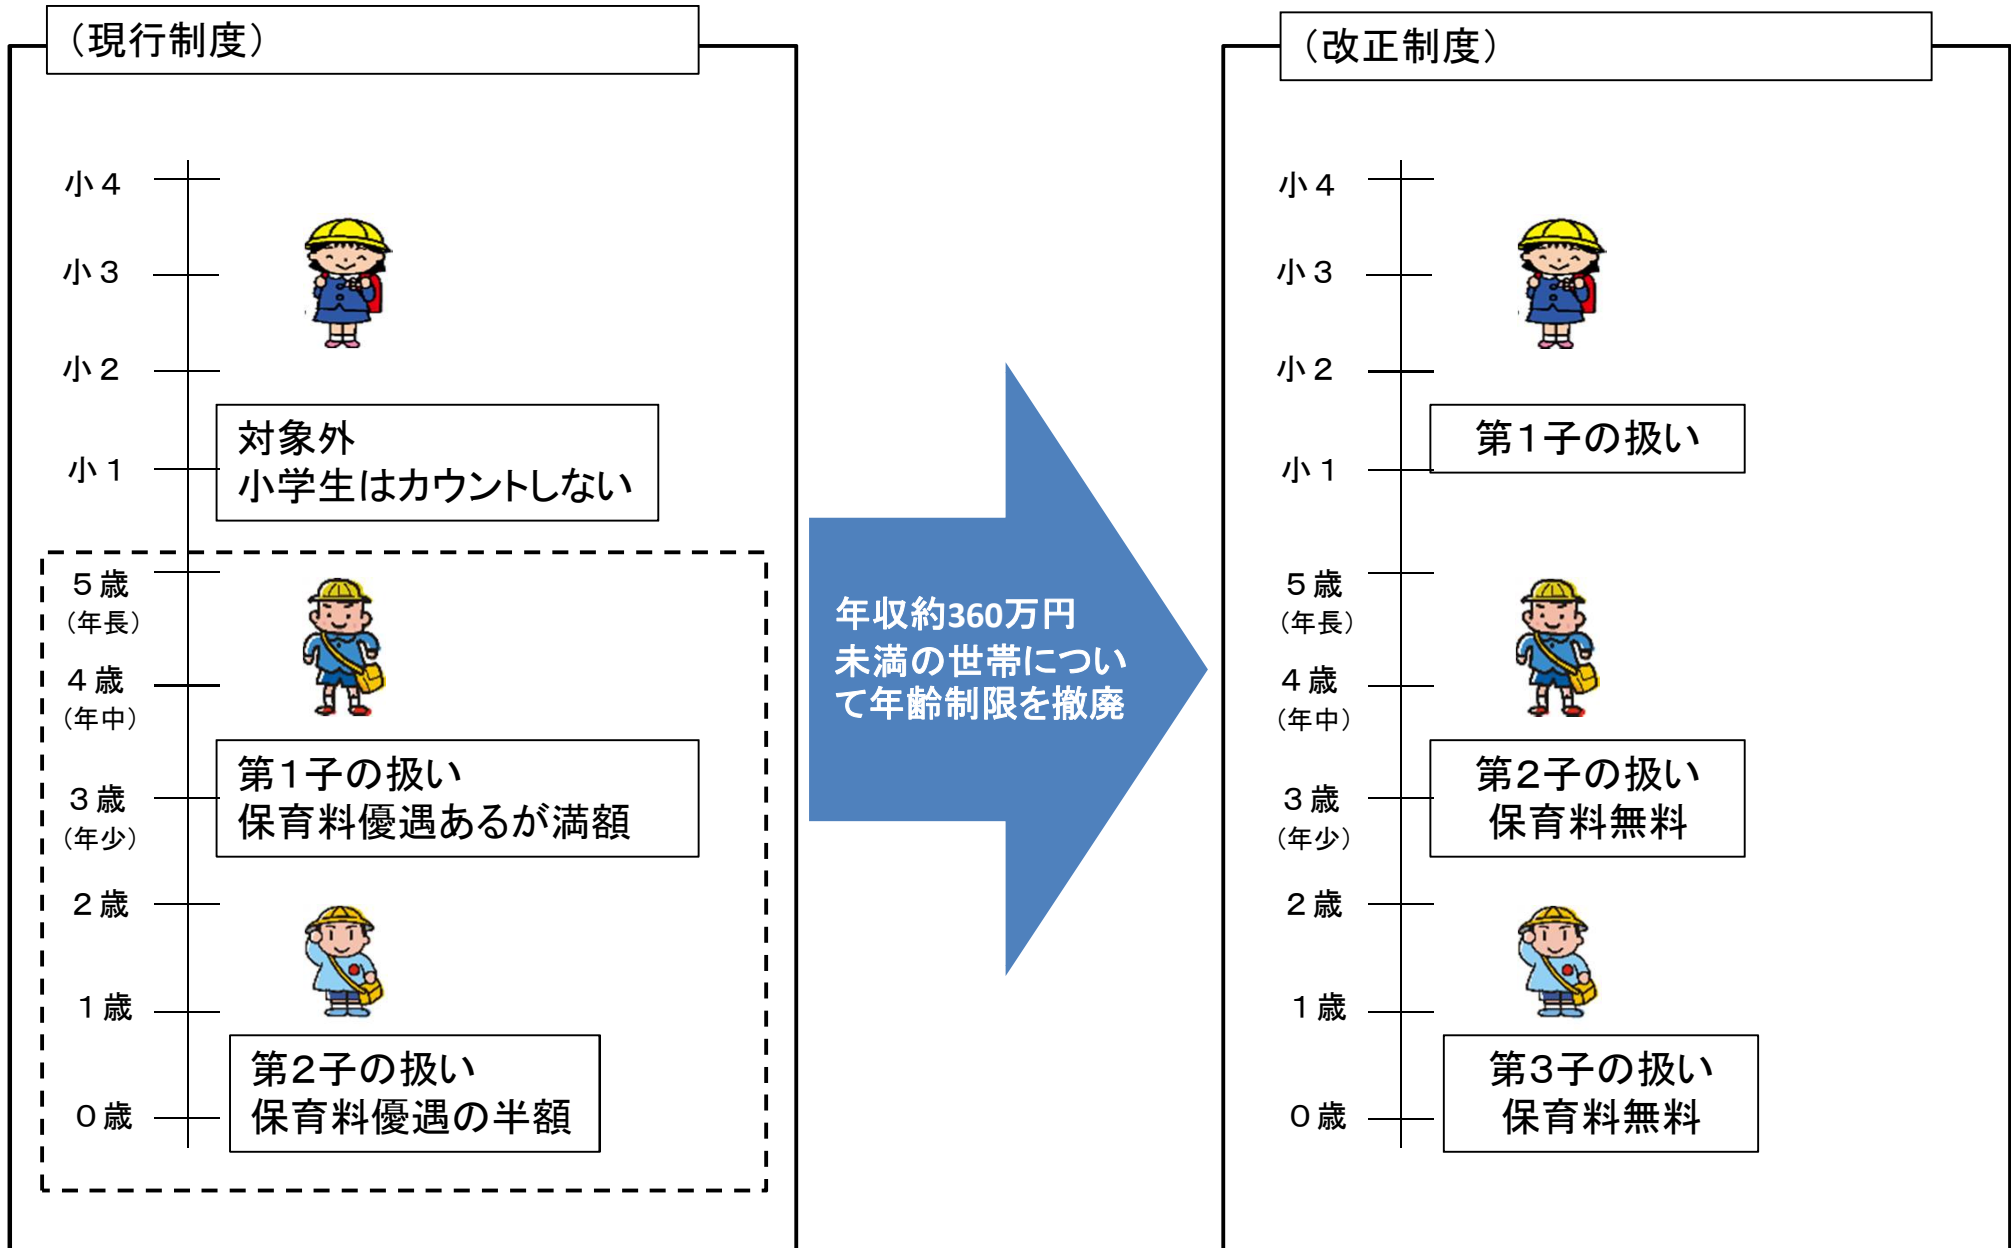 （現行制度）
小４
小３
小２
対象外
小１
小学生はカウントしない
５歳
（年長）
４歳
（年中）
第１子の扱い
３歳
保育料優遇あるが満額
（年少）
２歳
１歳
第２子の扱い
保育料優遇の半額
０歳
年収約360万円
未満の世帯につい
て年齢制限を撤廃
（改正制度）
小４
小３
小２
第１子の扱い
小１
５歳
（年長）
４歳
（年中）
第２子の扱い
３歳
保育料無料
（年少）
２歳
１歳
第３子の扱い
保育料無料
０歳